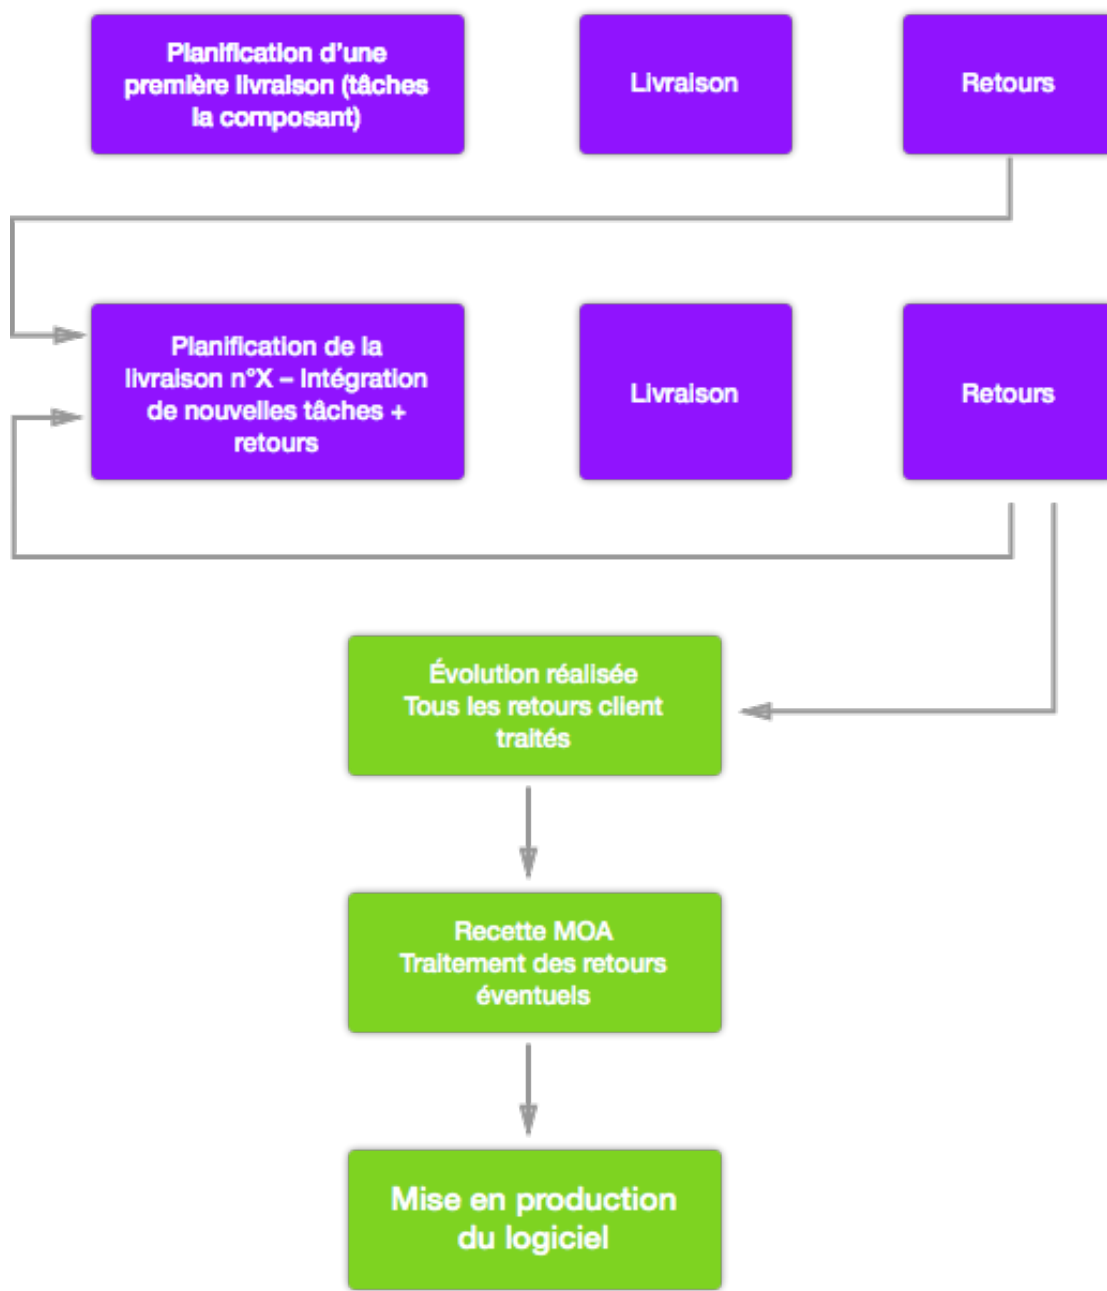 Planification d’une
première livraison (tâches
la composant)
Livraison
Retours
Planification de la
livraison n°X – Intégration
de nouvelles tâches +
retours
Livraison
Retours
Évolution réalisée
Tous les retours client
traités
Recette MOA
Traitement des retours
éventuels
Mise en production
du logiciel